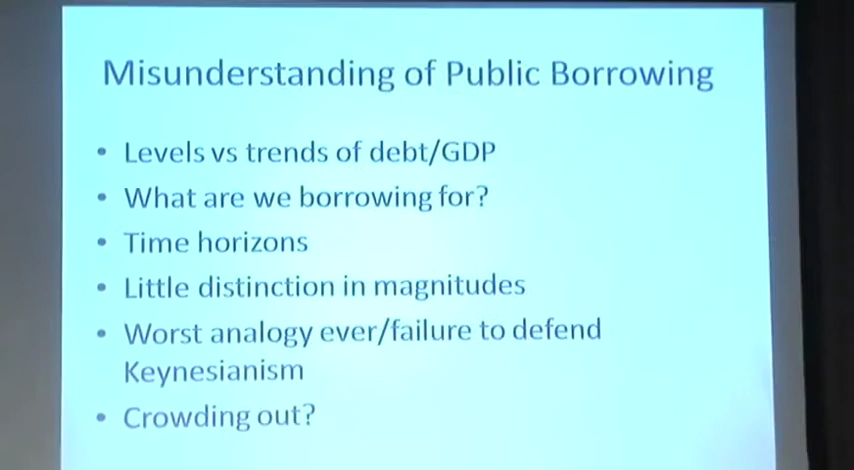 Misunderstanding of Public Borrowing
• Levels vs trends of debt/GDP
• What are we borrowing for?
• Time horizons
• Little distinction in magnitudes
• Worst analogy ever/failure to defend
Keynesianism
• Crowding out?